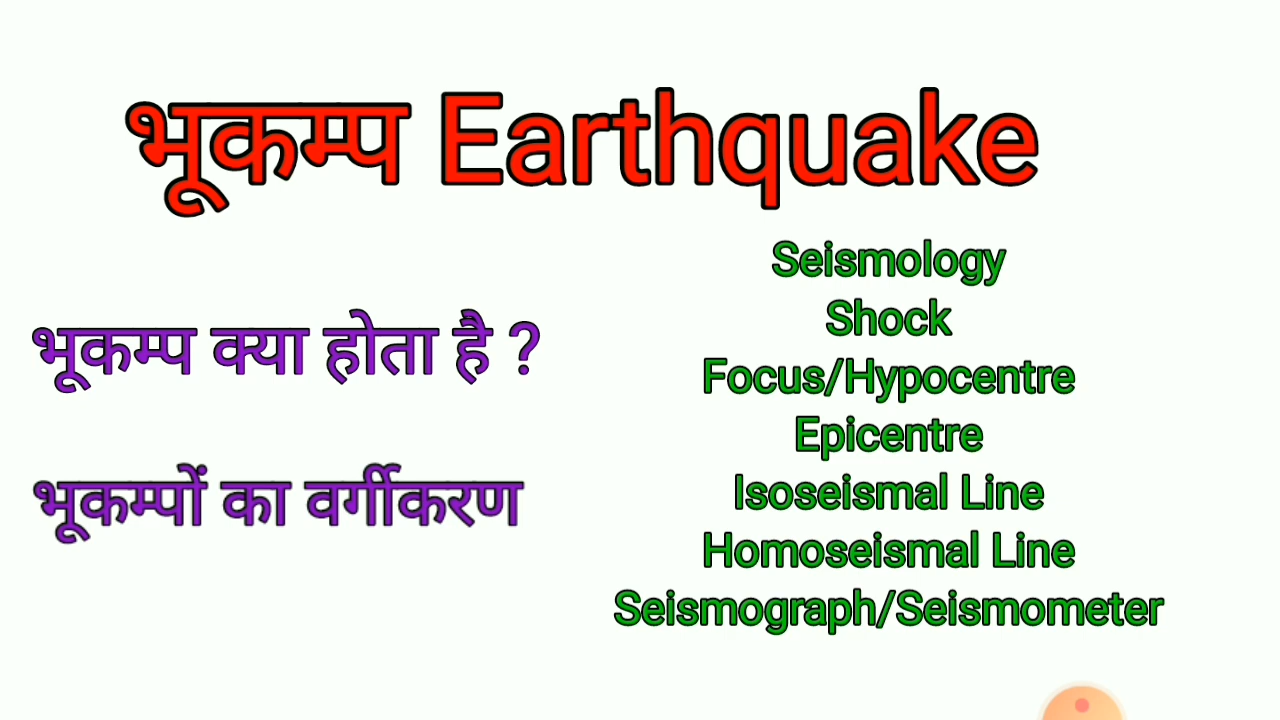 भूकम्प Earthquake
भूकम्प क्या होता है ?
भूकम्पों का वर्गीकरण
Seismology
Shock
Focus/Hypocentre
Epicentre
Isoseismal Line
Homoseismal Line
Seismograph/Seismometer